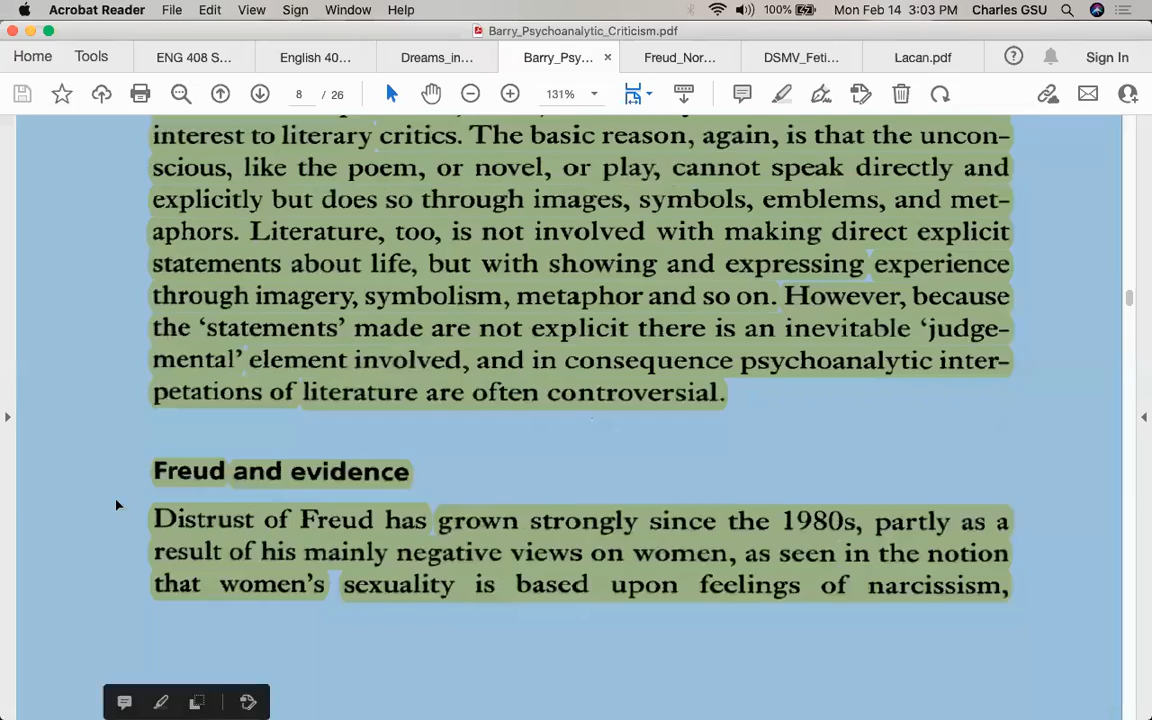 Acrobat Reader File Edit View Sign Window Help 100% Mon Feb 14 3:03 PM Charles GSU
Barry_Psychoanalytic_Criticism.pdf
Home Tools ENG 408 S... English 40... Dreams_in... Barry_Psy... × Freud_Nor... DSMV_Feti... Lacan.pdf Sign In
8 / 26 131%
interest to literary critics. The basic reason, again, is that the uncon-
scious, like the poem, or novel, or play, cannot speak directly and
explicitly but does so through images, symbols, emblems, and met-
aphors. Literature, too, is not involved with making direct explicit
statements about life, but with showing and expressing experience
through imagery, symbolism, metaphor and so on. However, because
the ‘statements’ made are not explicit there is an inevitable ‘judge-
mental’ element involved, and in consequence psychoanalytic inter-
petations of literature are often controversial.
Freud and evidence
Distrust of Freud has grown strongly since the 1980s, partly as a
result of his mainly negative views on women, as seen in the notion
that women’s sexuality is based upon feelings of narcissism,